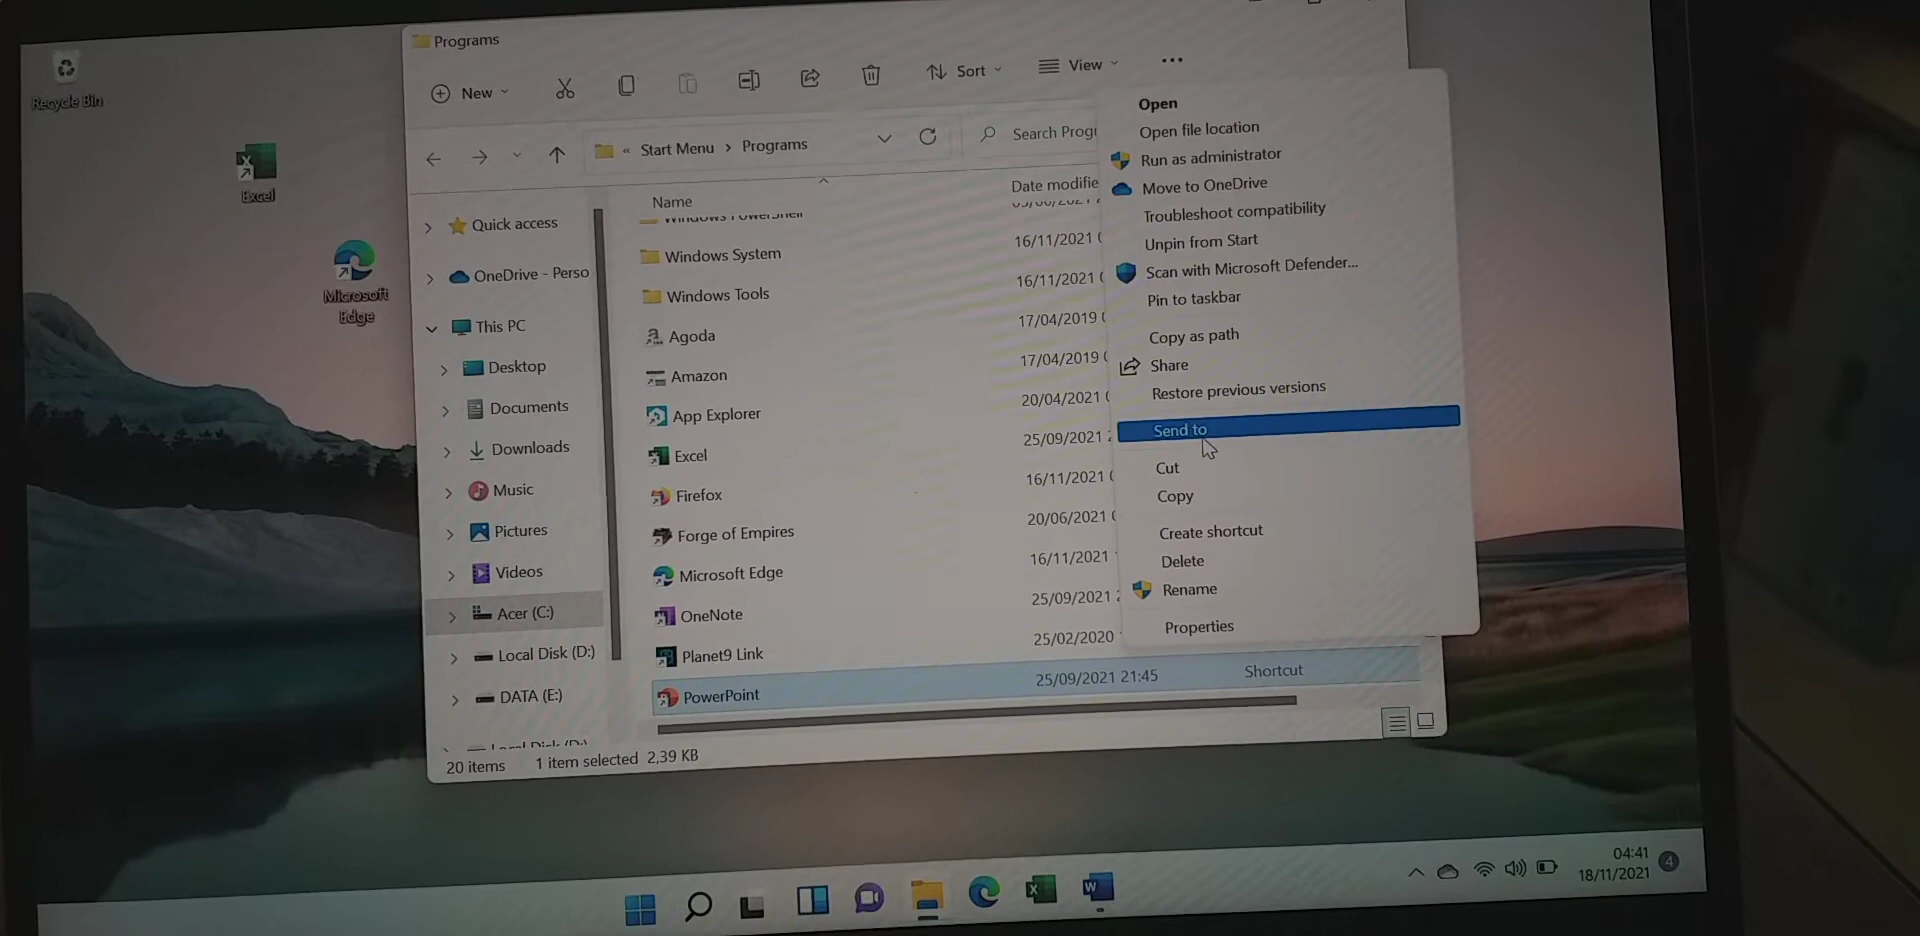 Recycle Bin
Excel
Microsoft
Edge
Programs
New
Sort
View
« Start Menu › Programs
Search Progr
Name
Date modifie
Quick access
OneDrive - Perso
This PC
Desktop
Documents
Downloads
Music
Pictures
Videos
Acer (C:)
Local Disk (D:)
DATA (E:)
Windows PowerShell
Windows System
16/11/2021
Windows Tools
16/11/2021
Agoda
17/04/2019
Amazon
17/04/2019
App Explorer
20/04/2021
Excel
25/09/2021
Firefox
16/11/2021
Forge of Empires
20/06/2021
Microsoft Edge
16/11/2021
OneNote
25/09/2021
Planet9 Link
25/02/2020
PowerPoint
25/09/2021 21:45
Shortcut
20 items
1 item selected 2,39 KB
Open
Open file location
Run as administrator
Move to OneDrive
Troubleshoot compatibility
Unpin from Start
Scan with Microsoft Defender...
Pin to taskbar
Copy as path
Share
Restore previous versions
Send to
Cut
Copy
Create shortcut
Delete
Rename
Properties
04:41
18/11/2021
4